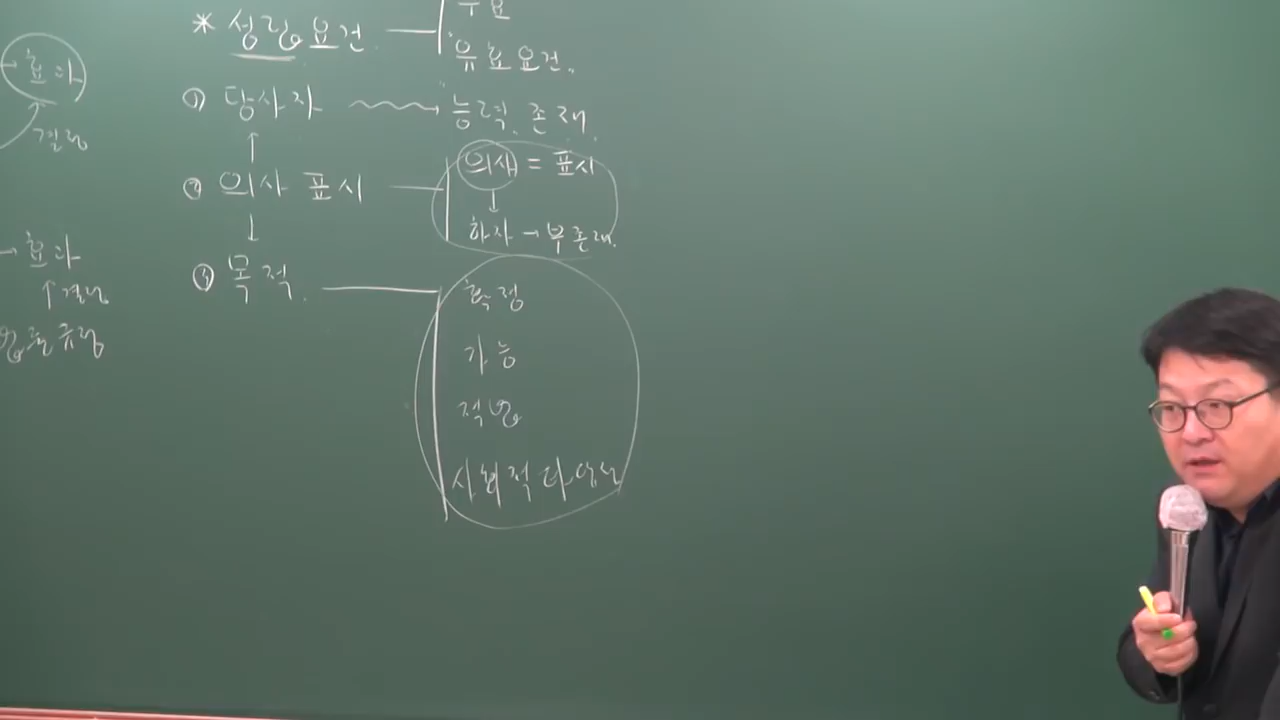 * 성립요건
유효요건
① 당사자 능력, 존재
② 의사표시 의사 = 표시
↓
하자 → 부존재
③ 목적 확정
가능
적법
사회적 타당성
→ 효과
→ 효과